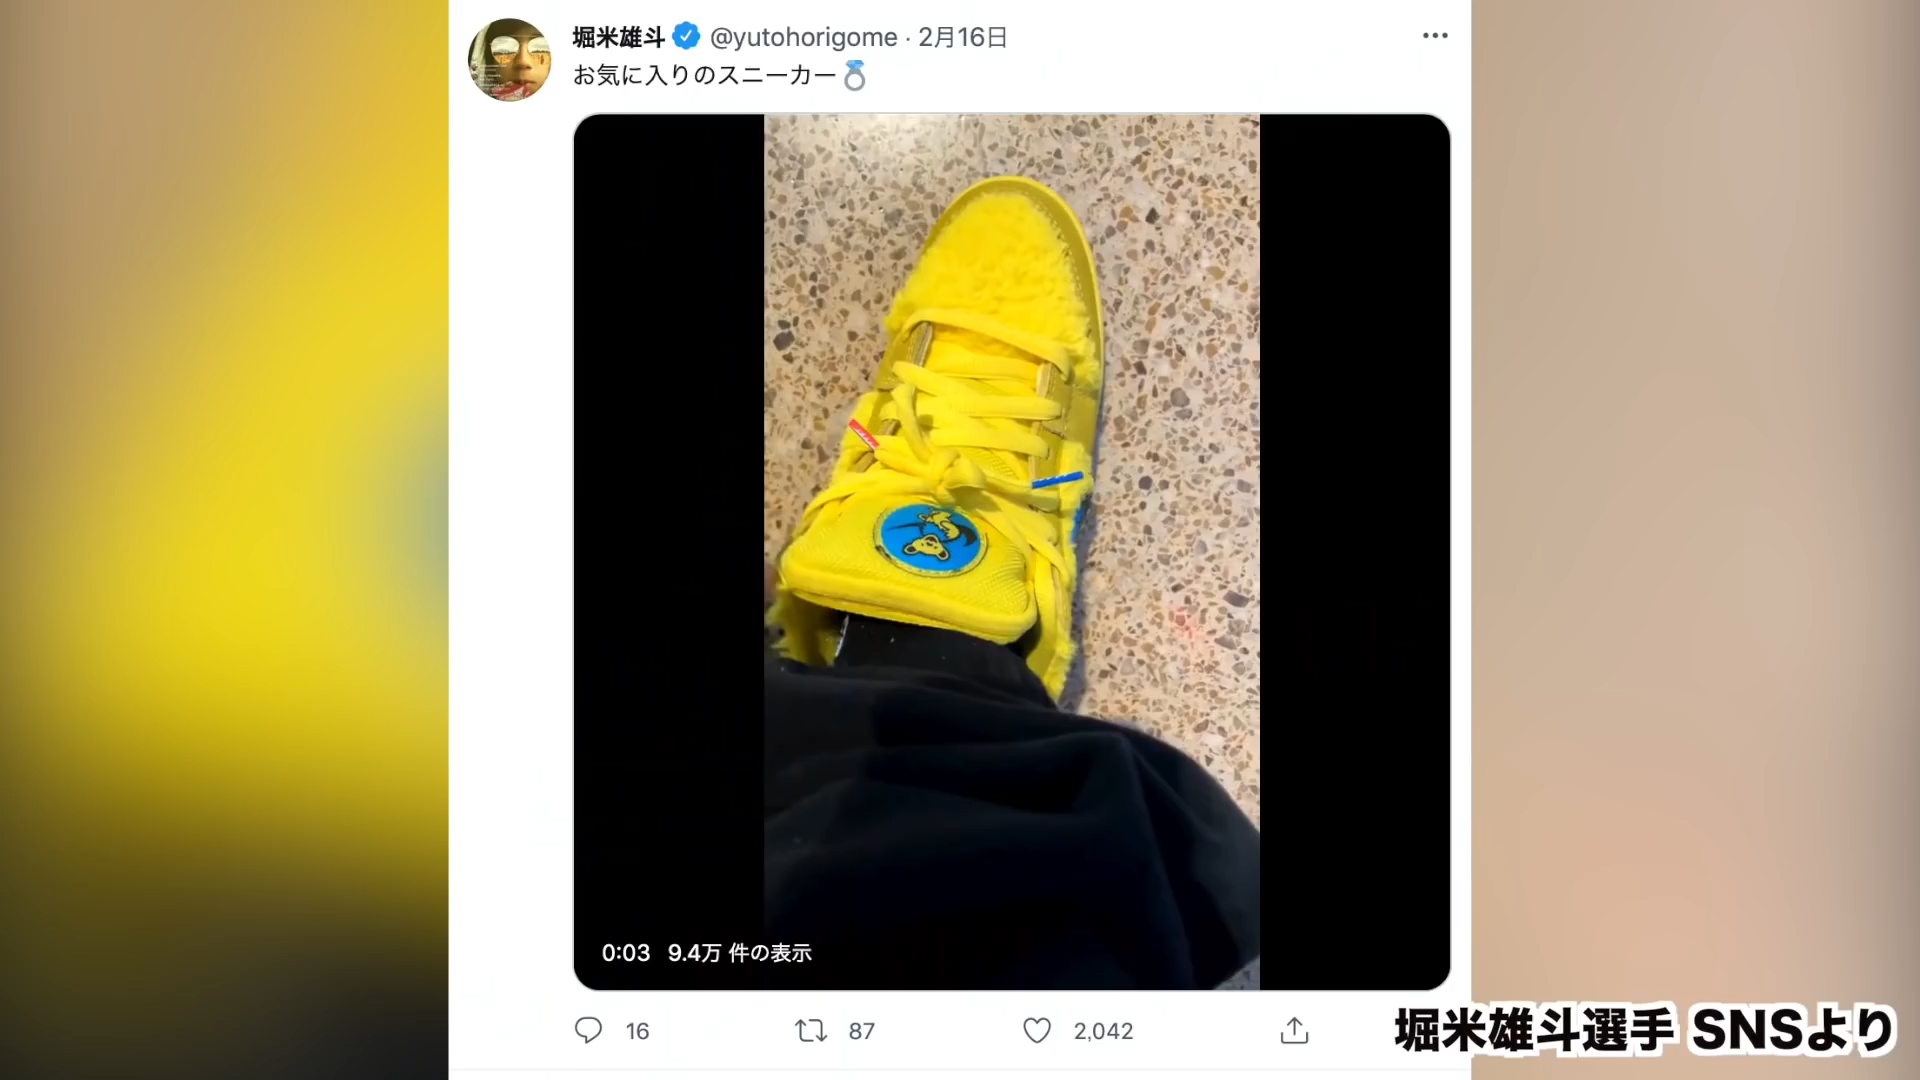 堀米雄斗 @yutohorigome · 2月16日
お気に入りのスニーカー💍
0:03 9.4万 件の表示
16 87 2,042
堀米雄斗選手 SNSより